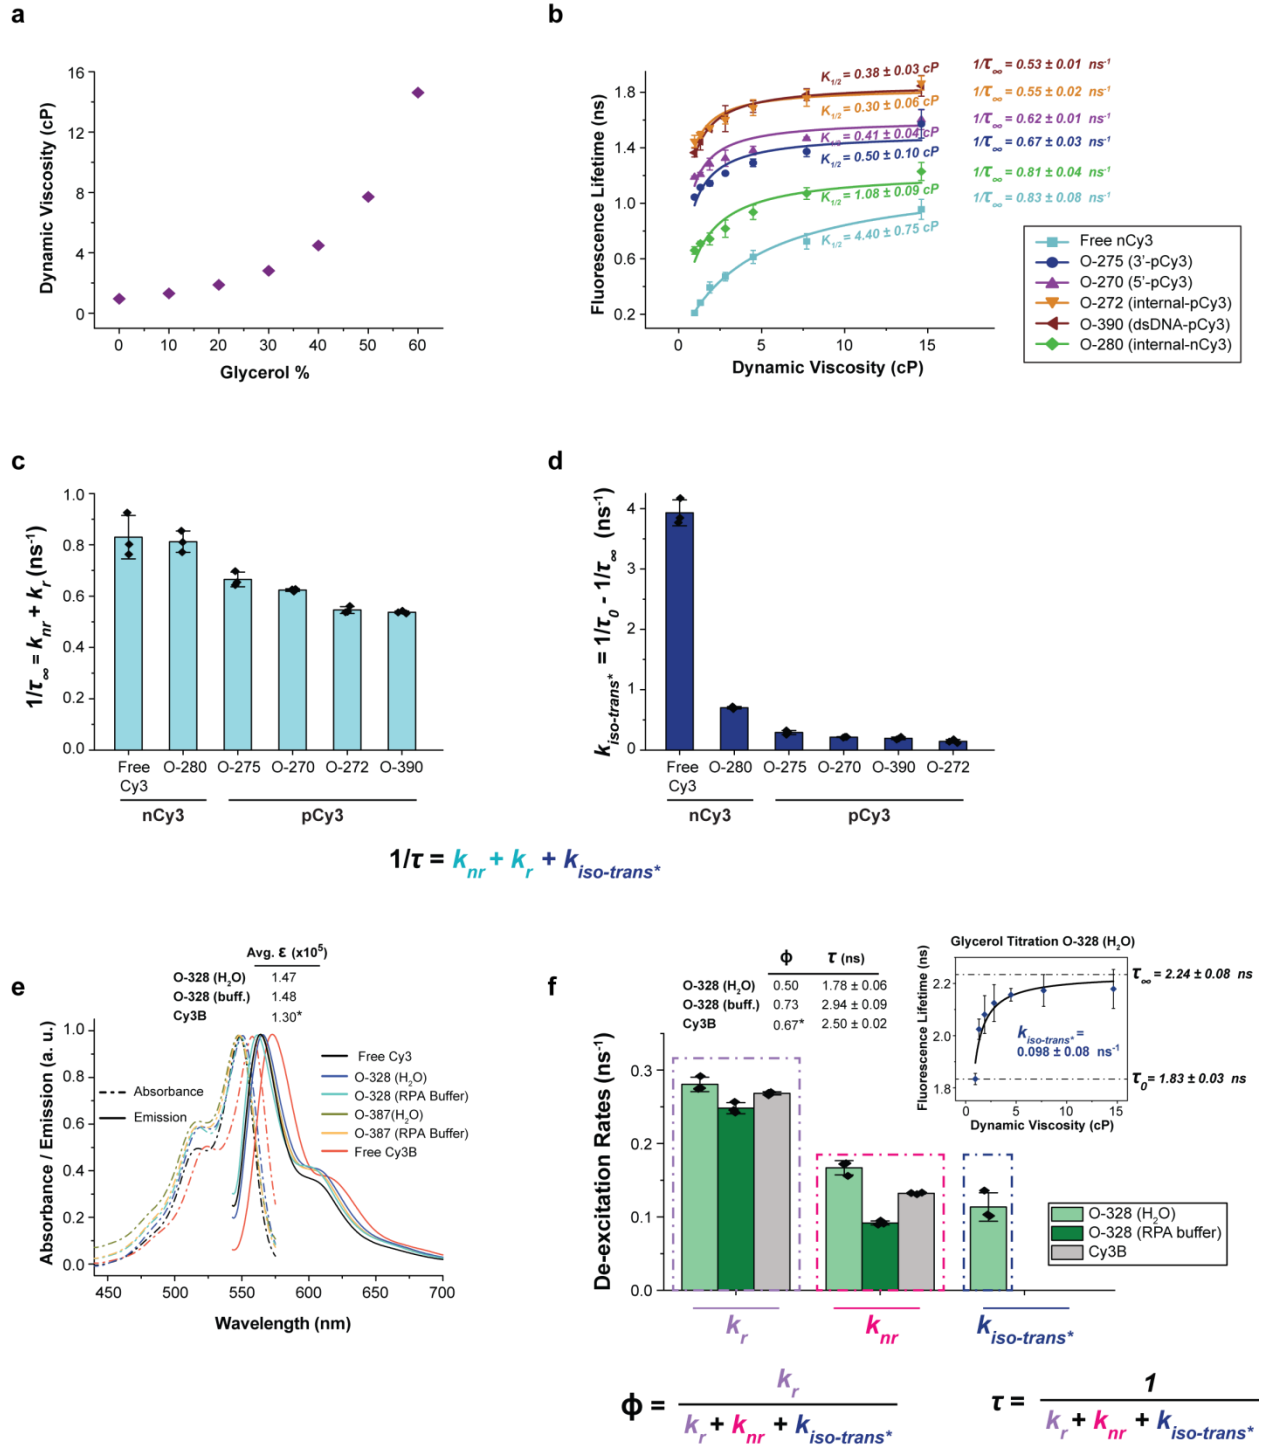 a
16
12
8
4
0
Dynamic Viscosity (cP)
0 10 20 30 40 50 60
Glycerol %
b
1.8
1.4
1.0
0.6
0.2
Fluorescence Lifetime (ns)
0 5 10 15
Dynamic Viscosity (cP)
K1/2 = 0.38 ± 0.03 cP
K1/2 = 0.30 ± 0.06 cP
K1/2 = 0.41 ± 0.04 cP
K1/2 = 0.50 ± 0.10 cP
K1/2 = 1.08 ± 0.09 cP
K1/2 = 4.40 ± 0.75 cP
1/τ∞ = 0.53 ± 0.01 ns-1
1/τ∞ = 0.55 ± 0.02 ns-1
1/τ∞ = 0.62 ± 0.01 ns-1
1/τ∞ = 0.67 ± 0.03 ns-1
1/τ∞ = 0.81 ± 0.04 ns-1
1/τ∞ = 0.83 ± 0.08 ns-1
Free nCy3
O-275 (3'-pCy3)
O-270 (5'-pCy3)
O-272 (internal-pCy3)
O-390 (dsDNA-pCy3)
O-280 (internal-nCy3)
c
1.0
0.8
0.6
0.4
0.2
0.0
1/τ∞ = knr + kr (ns-1)
Free Cy3 O-280 O-275 O-270 O-272 O-390
nCy3 pCy3
d
4
3
2
1
0
kiso-trans* = 1/τ0 - 1/τ∞ (ns-1)
Free Cy3 O-280 O-275 O-270 O-390 O-272
nCy3 pCy3
1/τ = knr + kr + kiso-trans*
e
Avg. ε (x10⁵)
O-328 (H2O) 1.47
O-328 (buff.) 1.48
Cy3B 1.30*
1.0
0.8
0.6
0.4
0.2
0.0
Absorbance / Emission (a. u.)
Absorbance
Emission
Free Cy3
O-328 (H2O)
O-328 (RPA Buffer)
O-387(H2O)
O-387 (RPA Buffer)
Free Cy3B
450 500 550 600 650 700
Wavelength (nm)
f
ϕ τ (ns)
O-328 (H2O) 0.50 1.78 ± 0.06
O-328 (buff.) 0.73 2.94 ± 0.09
Cy3B 0.67* 2.50 ± 0.02
Glycerol Titration O-328 (H2O)
2.2
2.0
1.8
Fluorescence Lifetime (ns)
τ∞ = 2.24 ± 0.08 ns
kiso-trans* =
0.098 ± 0.08 ns-1
τ0 = 1.83 ± 0.03 ns
0 5 10 15
Dynamic Viscosity (cP)
0.3
0.2
0.1
0.0
De-excitation Rates (ns-1)
O-328 (H2O)
O-328 (RPA buffer)
Cy3B
kr knr kiso-trans*
ϕ = kr / kr + knr + kiso-trans*
τ = 1 / kr + knr + kiso-trans*